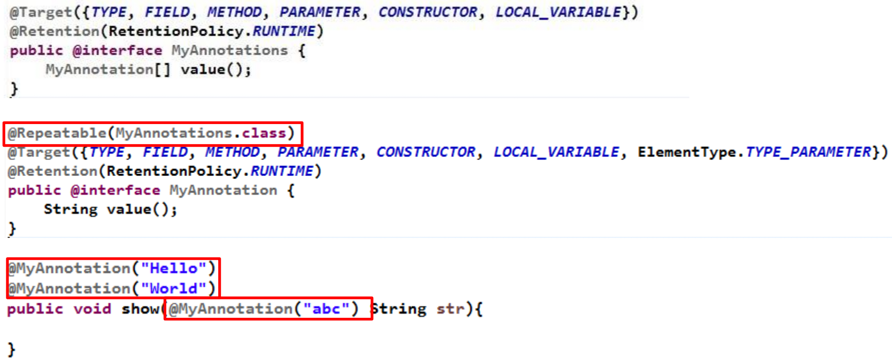 @Target({TYPE, FIELD, METHOD, PARAMETER, CONSTRUCTOR, LOCAL_VARIABLE})
@Retention(RetentionPolicy.RUNTIME)
public @interface MyAnnotations {
    MyAnnotation[] value();
}
@Repeatable(MyAnnotations.class)
@Target({TYPE, FIELD, METHOD, PARAMETER, CONSTRUCTOR, LOCAL_VARIABLE, ElementType.TYPE_PARAMETER})
@Retention(RetentionPolicy.RUNTIME)
public @interface MyAnnotation {
    String value();
}
@MyAnnotation("Hello")
@MyAnnotation("World")
public void show(@MyAnnotation("abc") String str){
}